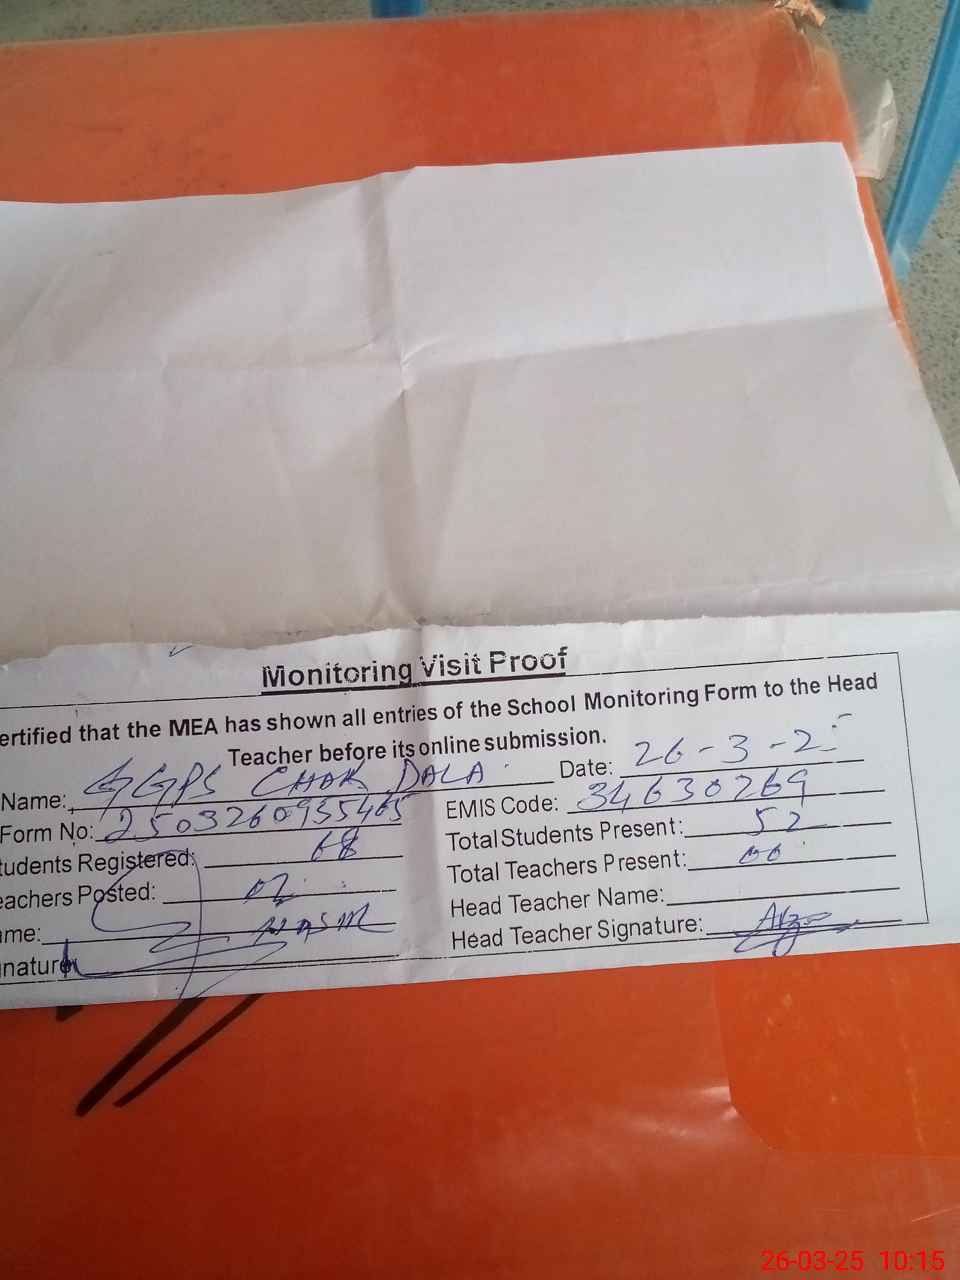 Monitoring Visit Proof
ertified that the MEA has shown all entries of the School Monitoring Form to the Head
Teacher before its online submission.
Name: GGPS CHAK DALA Date: 26-3-25
Form No: 2503260955465 EMIS Code: 34630269
tudents Registered: 68 Total Students Present: 52
eachers Posted: 02 Total Teachers Present: 00
ame: Head Teacher Name:
nature: Head Teacher Signature:
26-03-25 10:15